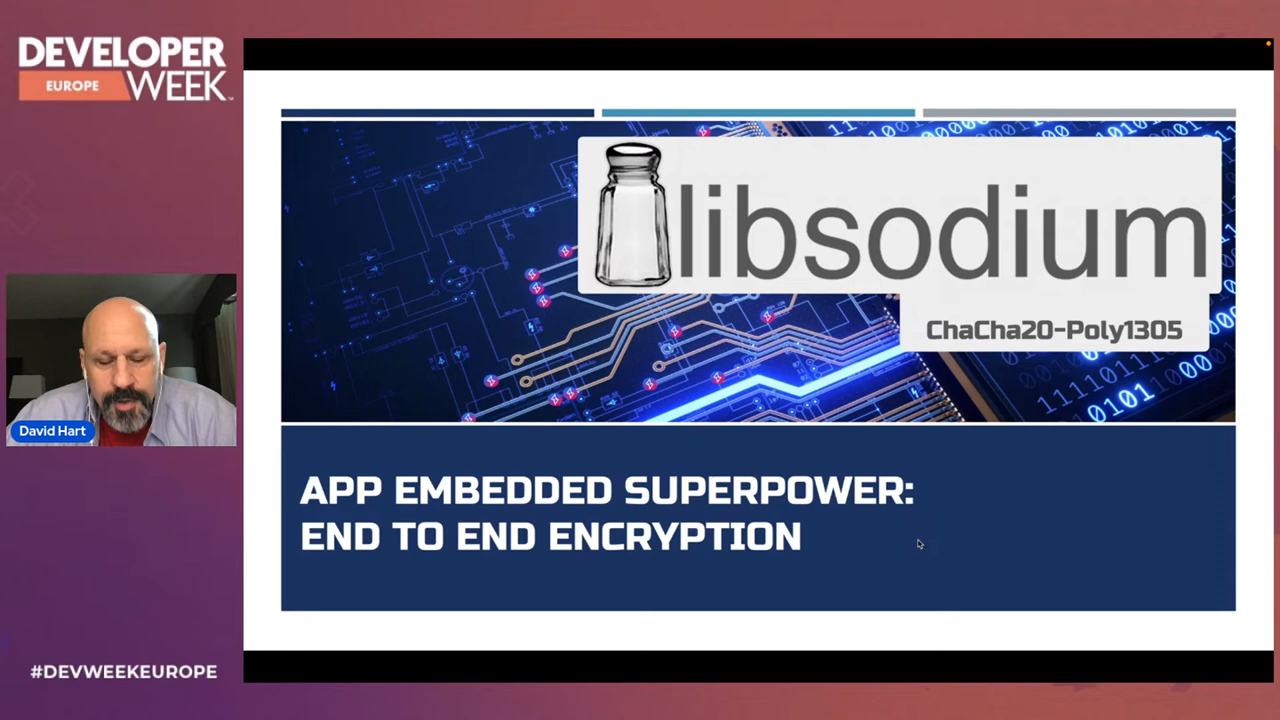 DEVELOPER
EUROPE
WEEK
libsodium
ChaCha20-Poly1305
David Hart
APP EMBEDDED SUPERPOWER:
END TO END ENCRYPTION
#DEVWEEKEUROPE